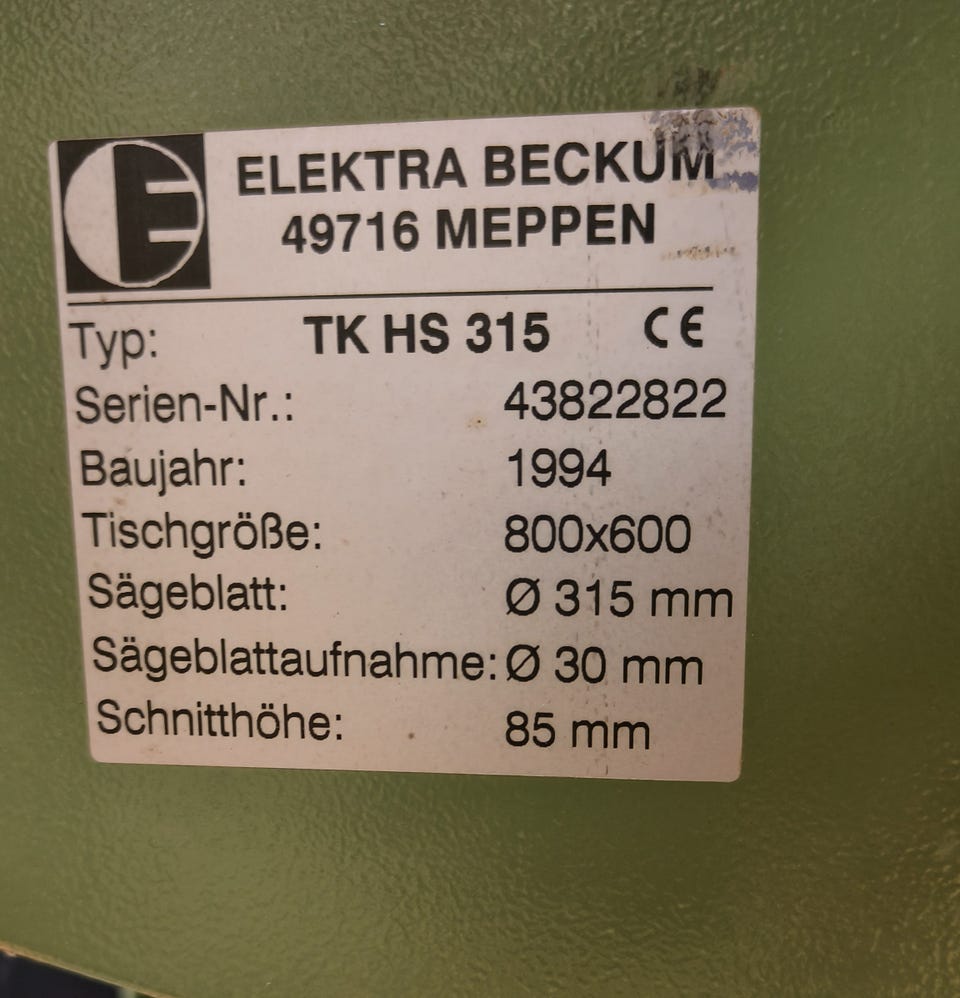 ELEKTRA BECKUM
49716 MEPPEN
Typ: TK HS 315 CE
Serien-Nr.: 43822822
Baujahr: 1994
Tischgröße: 800x600
Sägeblatt: Ø 315 mm
Sägeblattaufnahme: Ø 30 mm
Schnitthöhe: 85 mm